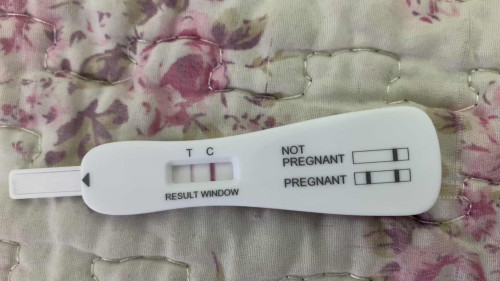 T C
RESULT WINDOW
NOT
PREGNANT
PREGNANT